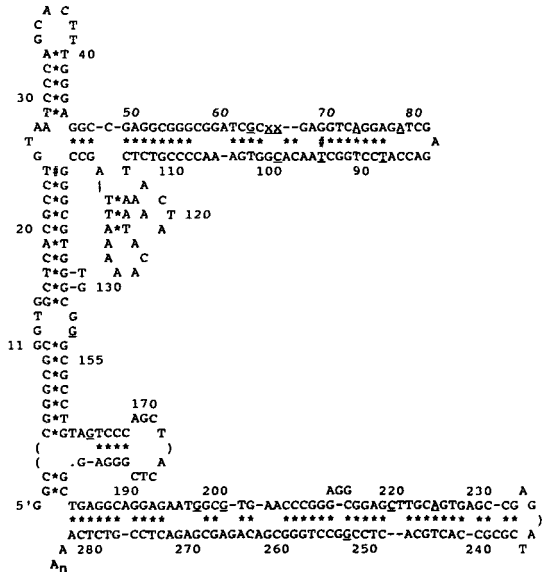 A C
C T
G T
A*T 40
C*G
C*G
30 C*G
T*A 50 60 70 80
AA GGC -C-GAGGCGGGCGGATCGCxx-GAGGTCAGGAGATCG
T *** ******* ***** ** #******* A
G CCG CTCTGCCCCAA-AGTGGCACAATCGGTCCTACCAG
T#G A T 110 100 90
C*G | A
C*G T*AA C
G*C T*A A T 120
20 C*G A*T A
A*T A A
C*G A C
T*G-T A A
C*G-G 130
GG*C
T G
G G
11 GC*G
G*C 155
C*G
G*C
G*C 170
G*T AGC
C*GTAGTCCC T
( **** )
( .G-AGGG A
C*G CTC
G*C 190 200 AGG 220 230 A
5'G TGAGGCAGGAGAATGGCG-TG-AACCCGGG-CGGAGCTTGCAGTGAGC-CG G
****** **** ** ** ** ****** ***** ******* ** ** )
ACTCTG-CCTCAGAGCGAGACAGCGGGTCCGGCCTC--ACGTCAC-CGCGC T
A 280 270 260 250 240
A
An